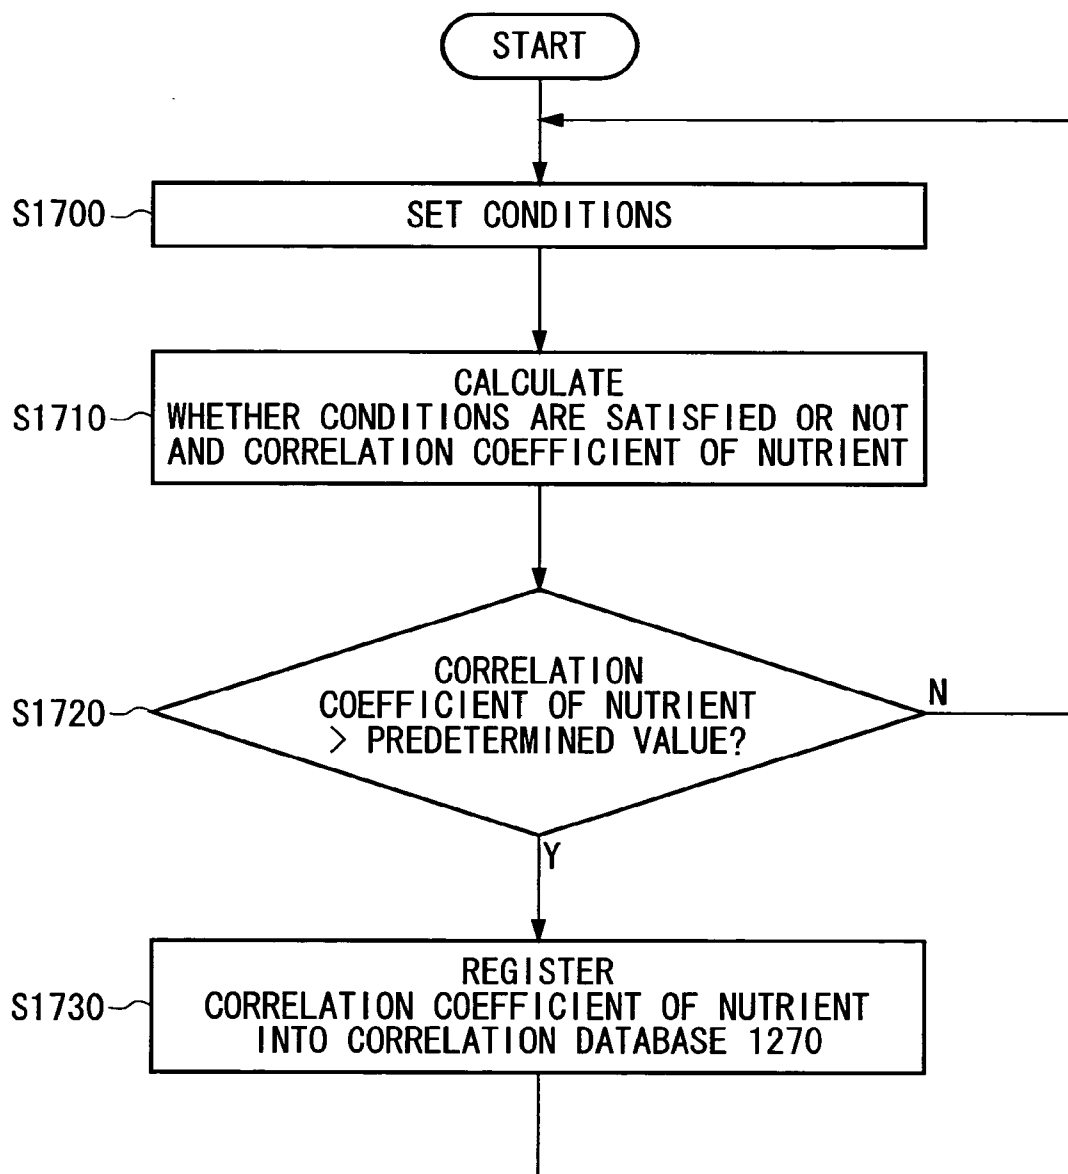 START
S1700
SET CONDITIONS
S1710
CALCULATE
WHETHER CONDITIONS ARE SATISFIED OR NOT
AND CORRELATION COEFFICIENT OF NUTRIENT
S1720
CORRELATION
COEFFICIENT OF NUTRIENT
> PREDETERMINED VALUE?
N
Y
S1730
REGISTER
CORRELATION COEFFICIENT OF NUTRIENT
INTO CORRELATION DATABASE 1270